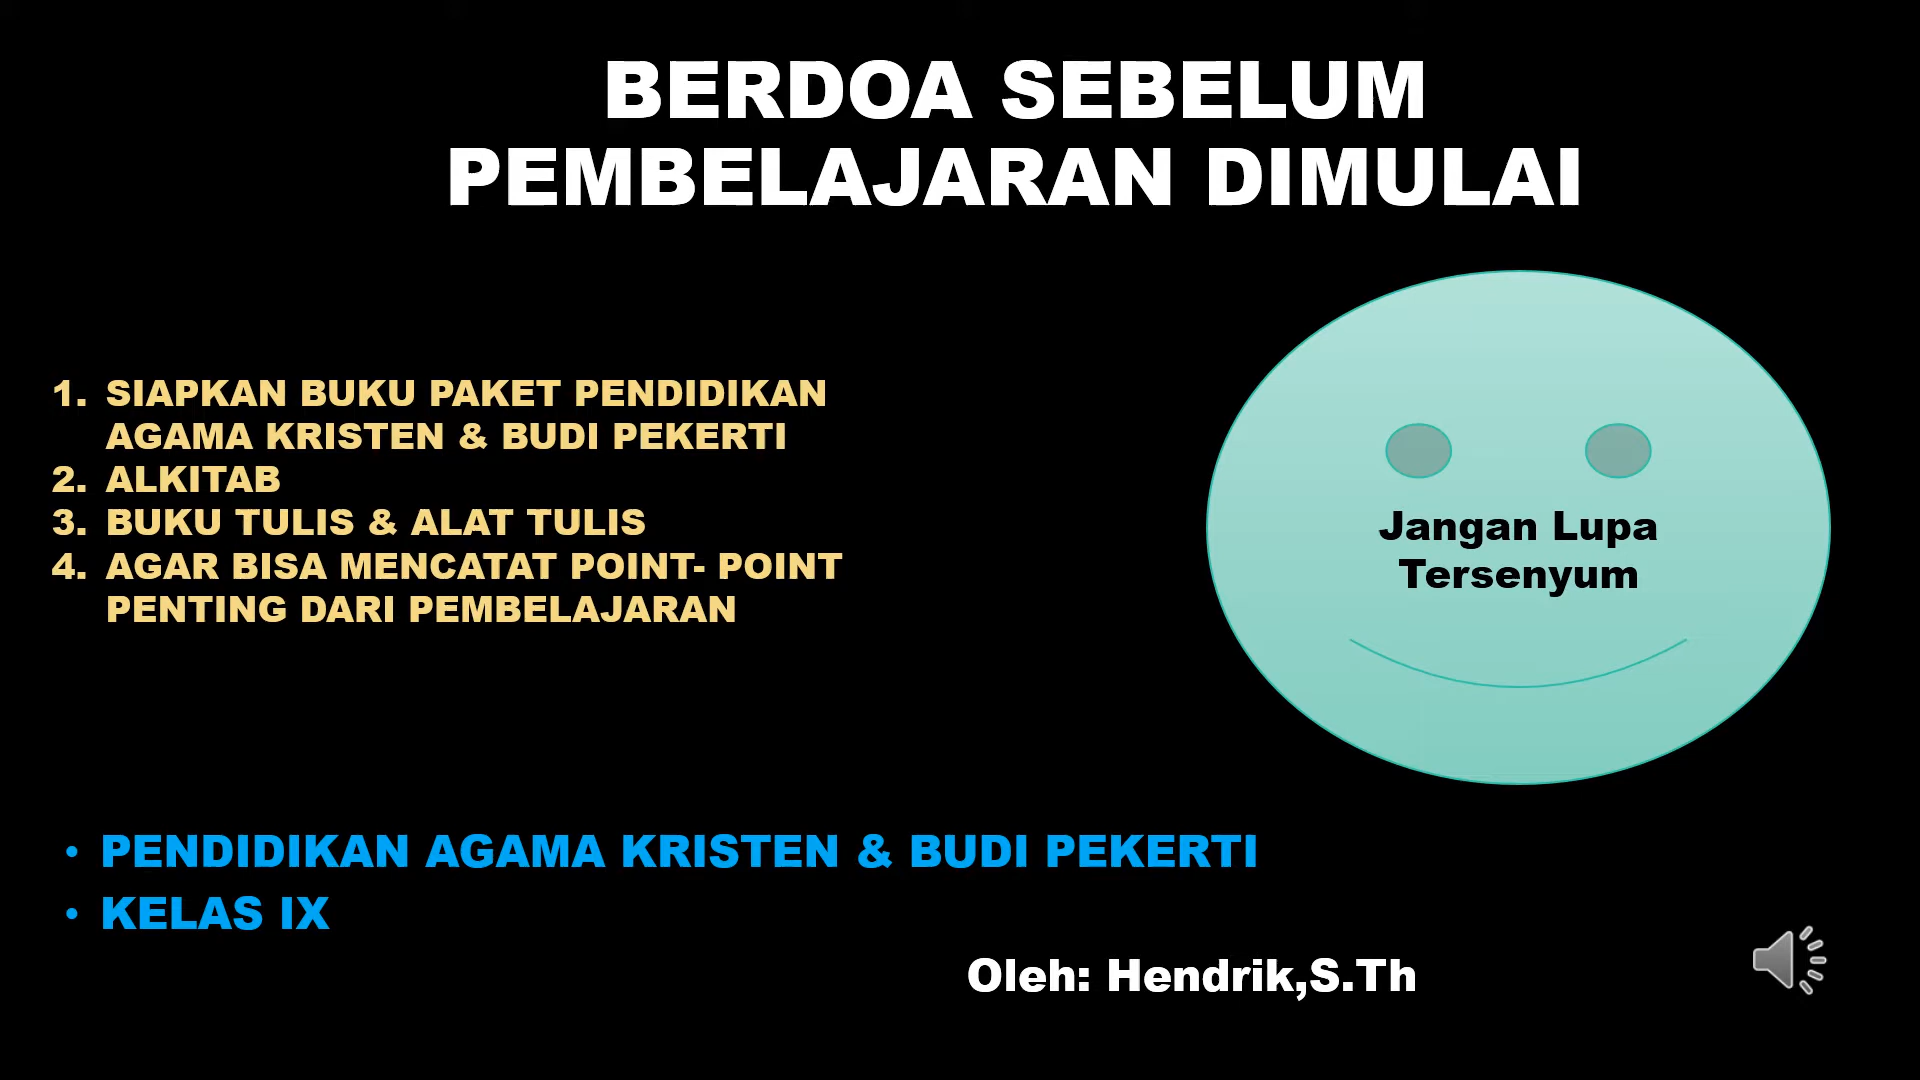 BERDOA SEBELUM
PEMBELAJARAN DIMULAI
1. SIAPKAN BUKU PAKET PENDIDIKAN
AGAMA KRISTEN & BUDI PEKERTI
2. ALKITAB
3. BUKU TULIS & ALAT TULIS
4. AGAR BISA MENCATAT POINT- POINT
PENTING DARI PEMBELAJARAN
Jangan Lupa
Tersenyum
• PENDIDIKAN AGAMA KRISTEN & BUDI PEKERTI
• KELAS IX
Oleh: Hendrik,S.Th